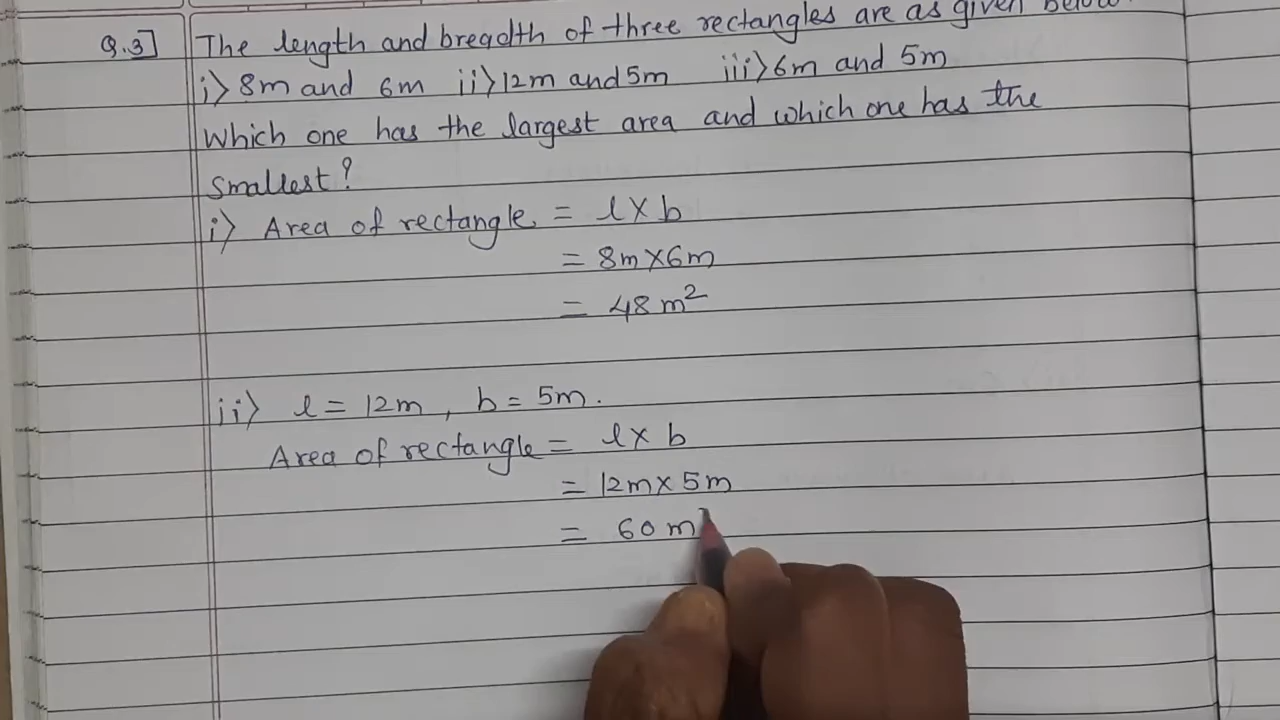 Q.3] The length and breadth of three rectangles are as given below.
i) 8m and 6m ii) 12m and 5m iii) 6m and 5m
Which one has the largest area and which one has the
smallest?
i) Area of rectangle = l × b
= 8m × 6m
= 48 m²
ii) l = 12m, b = 5m.
Area of rectangle = l × b
= 12m × 5m
= 60 m